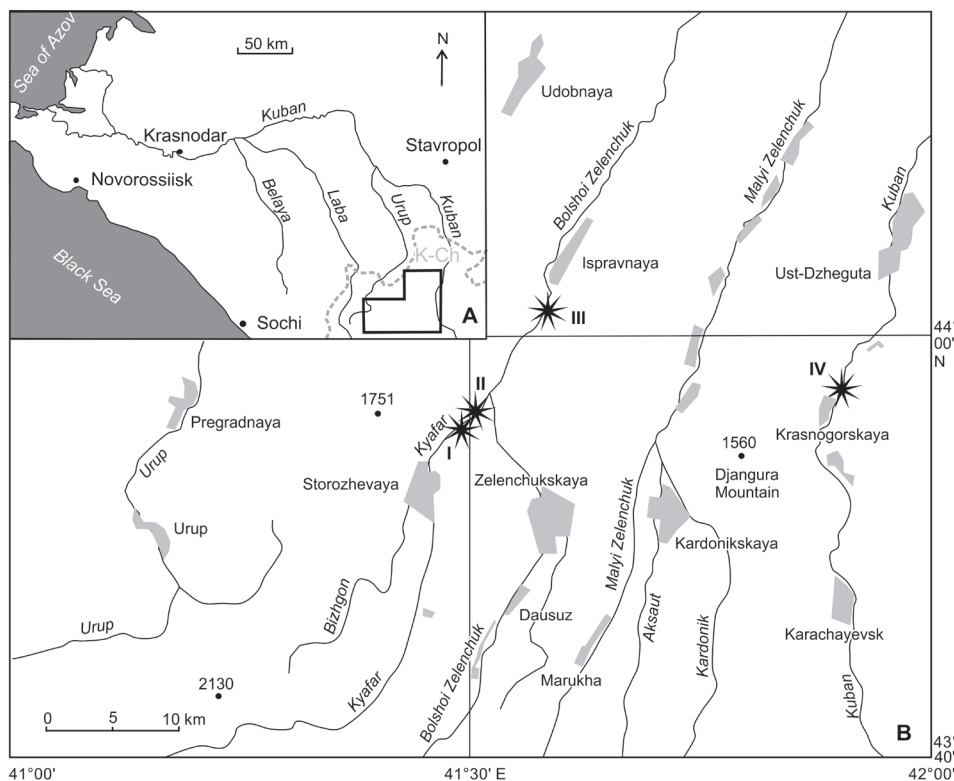 Sea of Azov
50 km
N
Kuban
Krasnodar
Stavropol
Novorossiisk
Belaya
Laba
Urup
Kuban
K-Ch
Black Sea
Sochi
A
Udobnaya
Bolshoi Zelenchuk
Malyi Zelenchuk
Kuban
Ispravnaya
Ust-Dzheguta
III
44°
00'
N
IV
II
1751
Pregradnaya
Kyafar
I
Krasnogorskaya
1560
Djangura
Mountain
Urup
Storozhevaya
Zelenchukskaya
Urup
Malyi Zelenchuk
Kardonikskaya
Bizhgon
Dausuz
Aksaut
Kardonik
Karachayevsk
Urup
Kyafar
Bolshoi Zelenchuk
Marukha
Kuban
2130
0 5 10 km
B
43°
40'
41°00'
41°30' E
42°00'